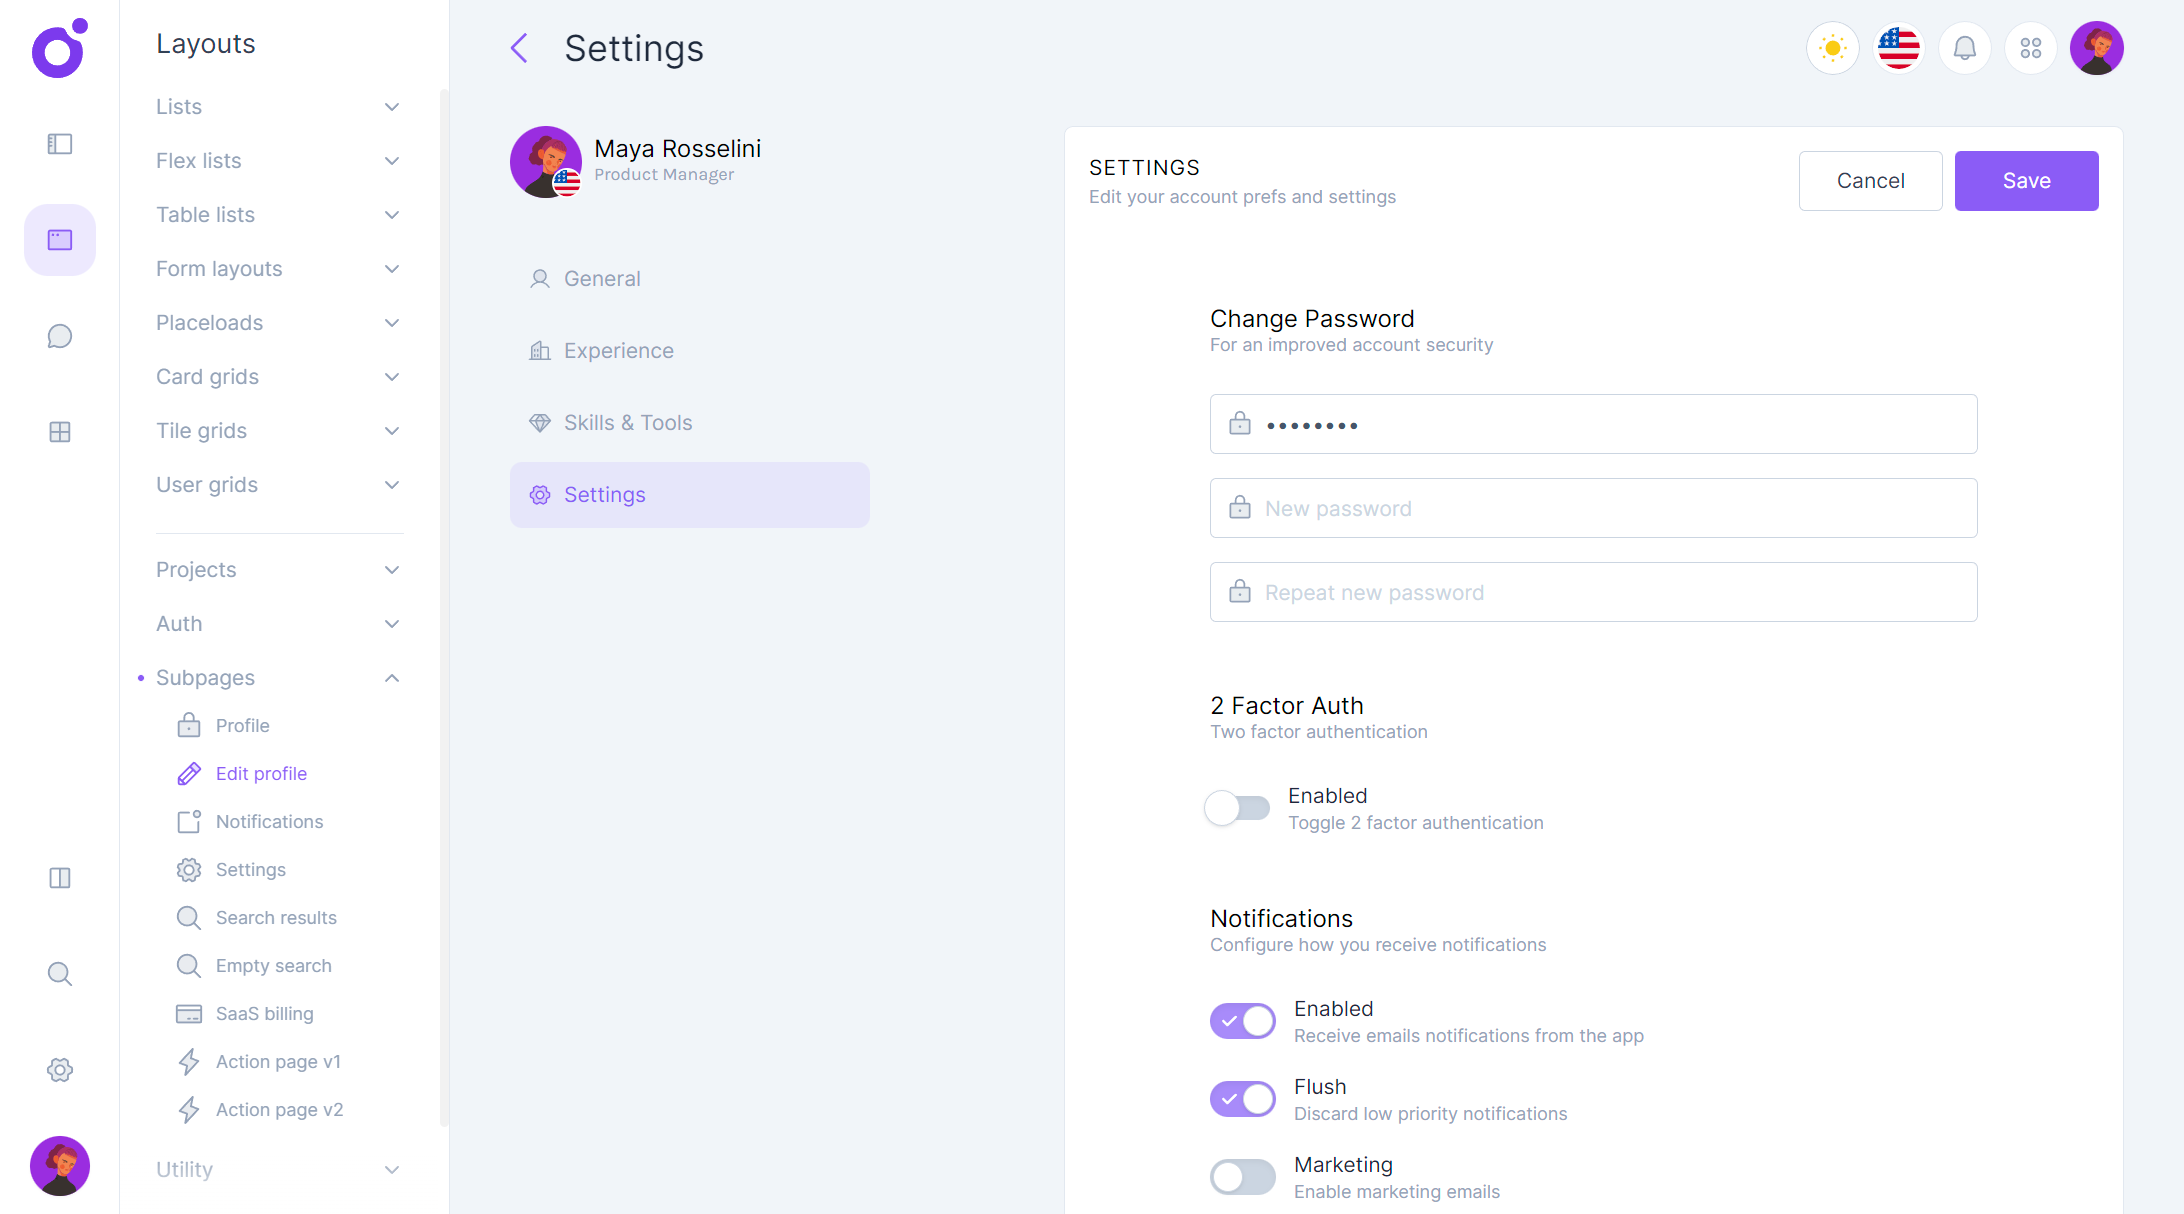 Layouts
Lists
Flex lists
Table lists
Form layouts
Placeloads
Card grids
Tile grids
User grids
Projects
Auth
Subpages
Profile
Edit profile
Notifications
Settings
Search results
Empty search
SaaS billing
Action page v1
Action page v2
Utility
Settings
Maya Rosselini
Product Manager
General
Experience
Skills & Tools
Settings
SETTINGS
Edit your account prefs and settings
Cancel
Save
Change Password
For an improved account security
••••••••
New password
Repeat new password
2 Factor Auth
Two factor authentication
Enabled
Toggle 2 factor authentication
Notifications
Configure how you receive notifications
Enabled
Receive emails notifications from the app
Flush
Discard low priority notifications
Marketing
Enable marketing emails